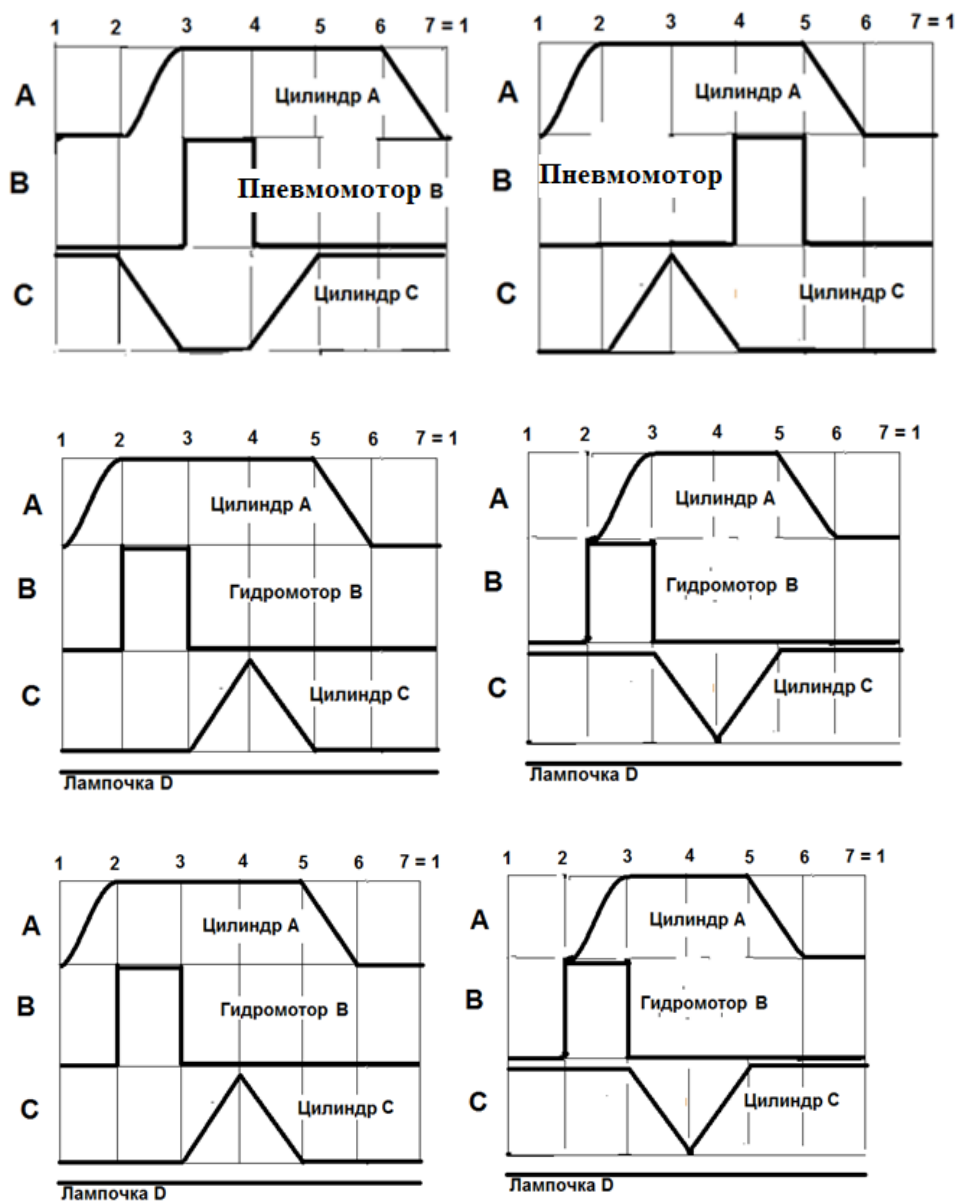 1 2 3 4 5 6 7 = 1
A
Цилиндр A
B
Пневмомотор B
C
Цилиндр C
1 2 3 4 5 6 7 = 1
A
Цилиндр A
B
Пневмомотор
C
Цилиндр C
1 2 3 4 5 6 7 = 1
A
Цилиндр A
B
Гидромотор B
C
Цилиндр C
Лампочка D
1 2 3 4 5 6 7 = 1
A
Цилиндр A
B
Гидромотор B
C
Цилиндр C
Лампочка D
1 2 3 4 5 6 7 = 1
A
Цилиндр A
B
Гидромотор B
C
Цилиндр C
Лампочка D
1 2 3 4 5 6 7 = 1
A
Цилиндр A
B
Гидромотор B
C
Цилиндр C
Лампочка D